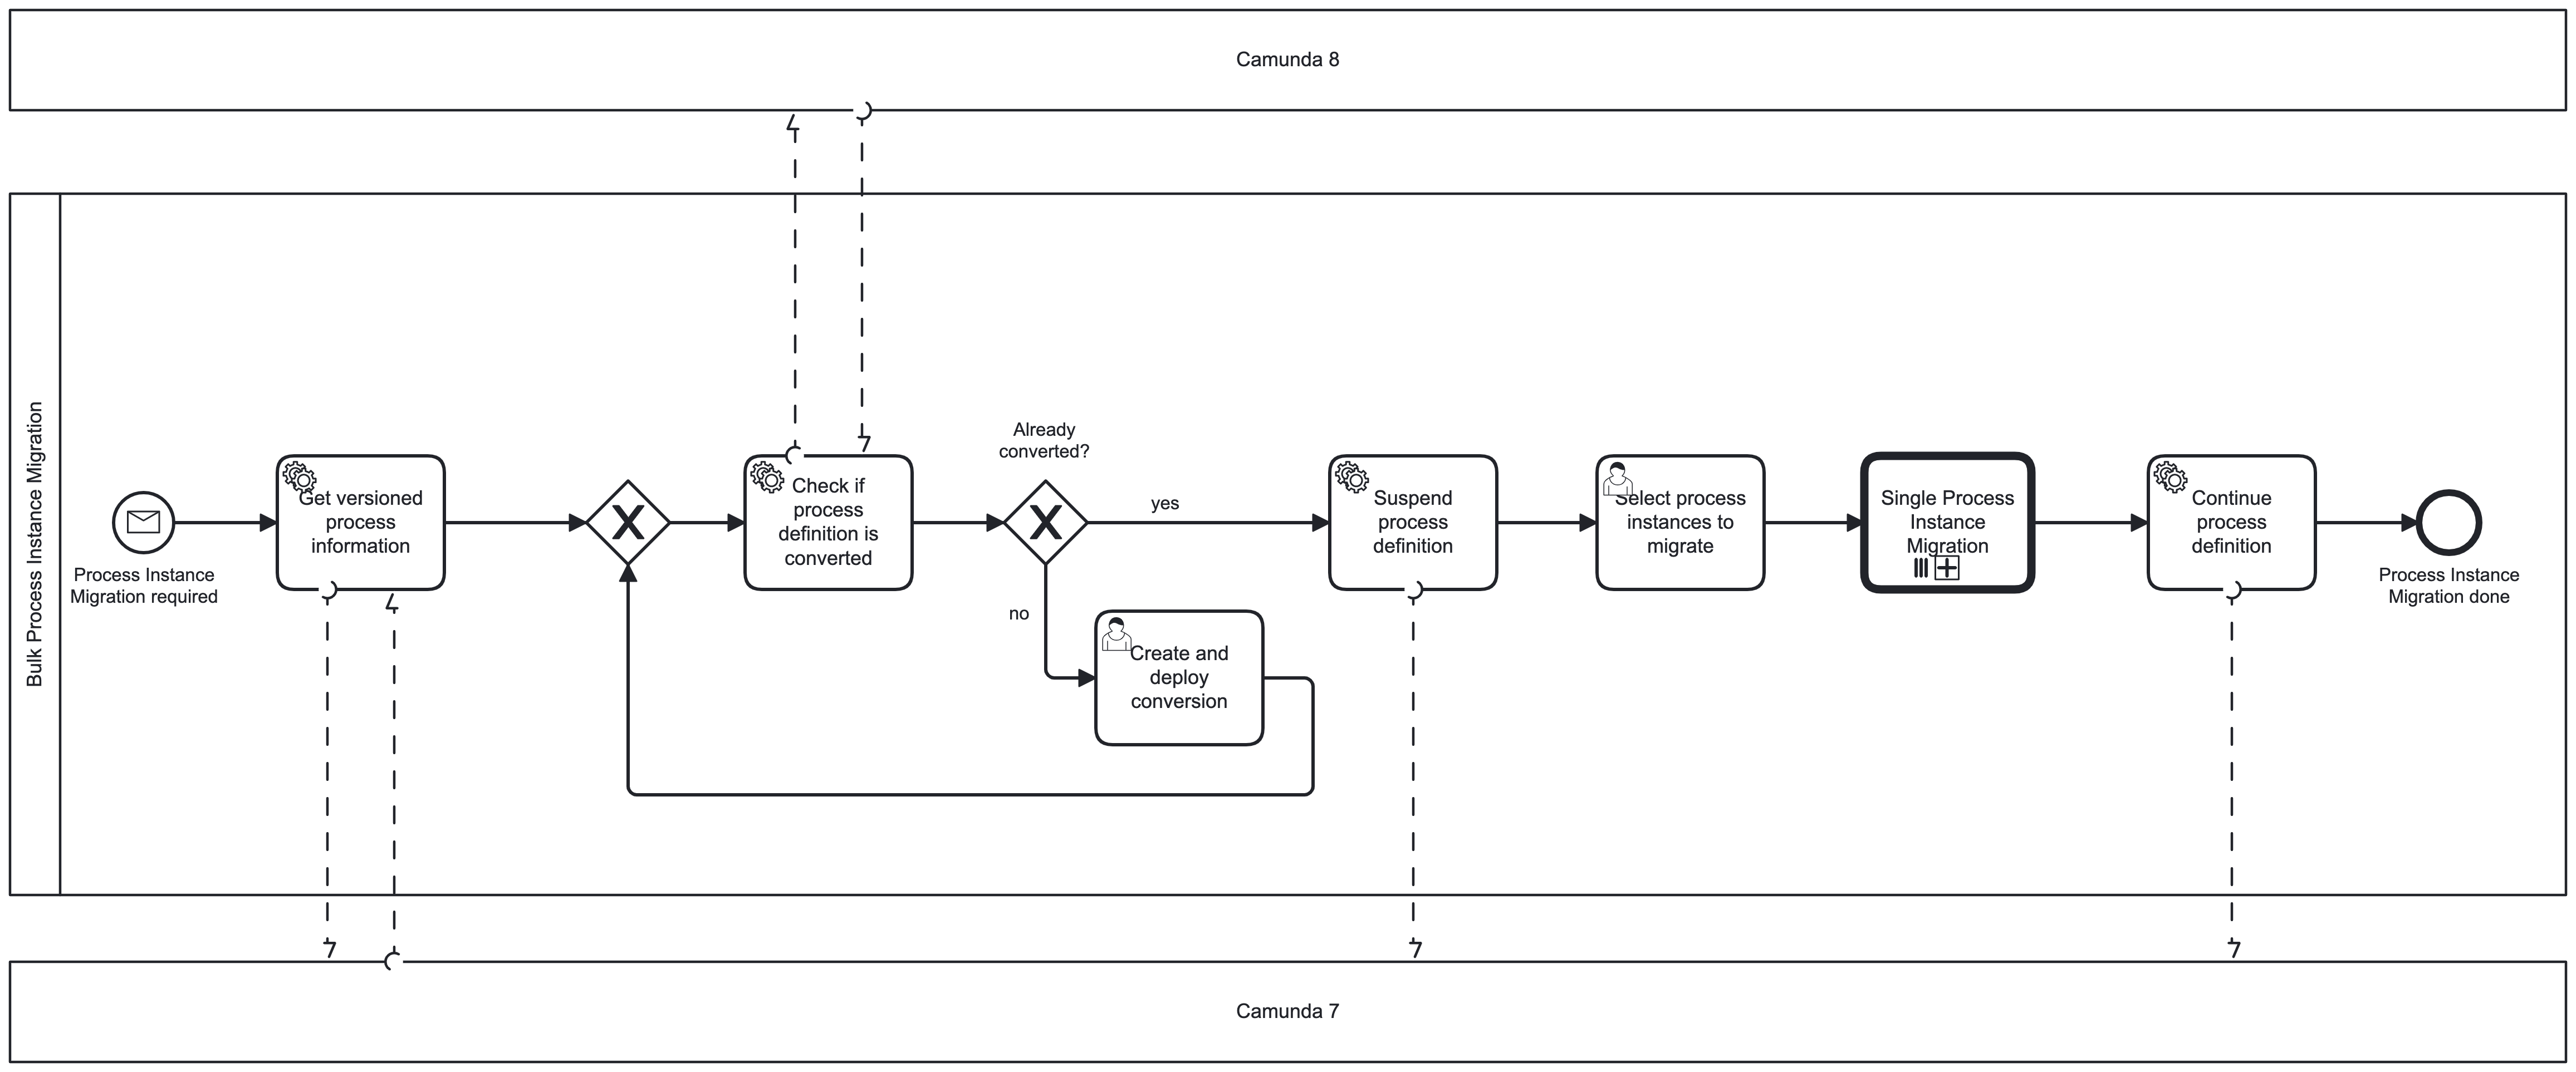 Camunda 8
Bulk Process Instance Migration
Process Instance
Migration required
Get versioned
process
information
Check if
process
definition is
converted
Already
converted?
yes
no
Create and
deploy
conversion
Suspend
process
definition
Select process
instances to
migrate
Single Process
Instance
Migration
Continue
process
definition
Process Instance
Migration done
Camunda 7